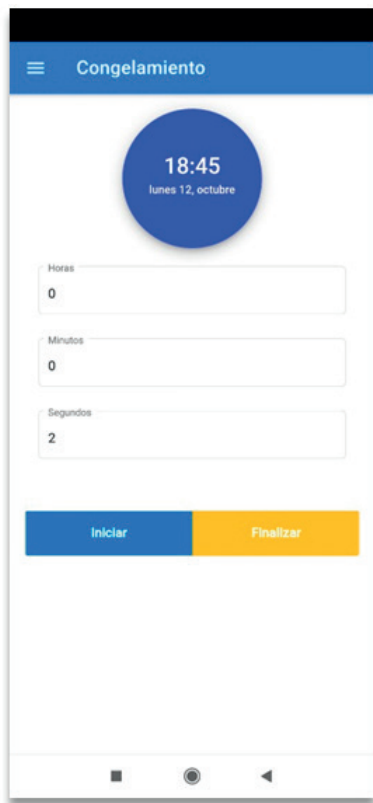 Congelamiento
18:45
lunes 12, octubre
Horas
0
Minutos
0
Segundos
2
Iniciar
Finalizar